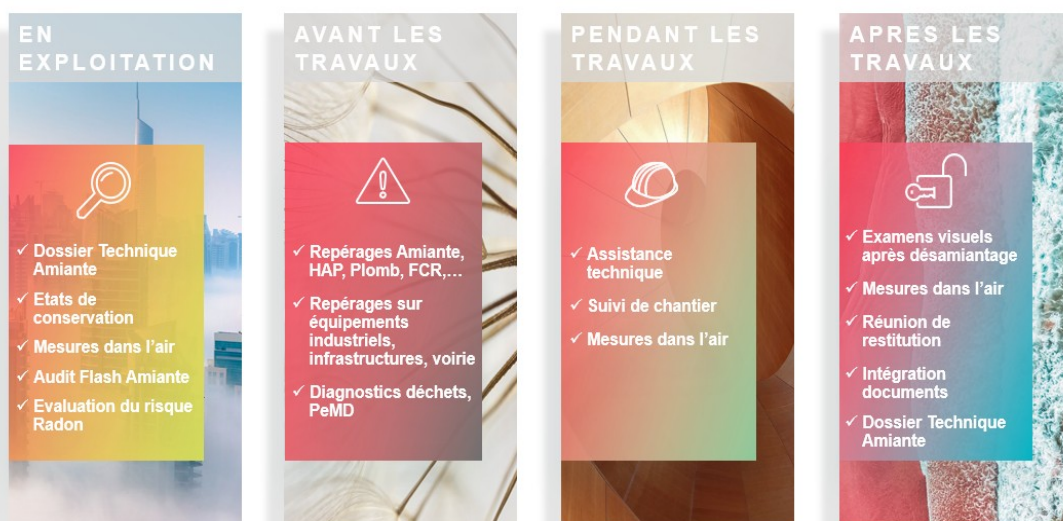 EN
EXPLOITATION
✓ Dossier Technique
Amiante
✓ Etats de
conservation
✓ Mesures dans l'air
✓ Audit Flash Amiante
✓ Evaluation du risque
Radon
AVANT LES
TRAVAUX
✓ Repérages Amiante,
HAP, Plomb, FCR,...
✓ Repérages sur
équipements
industriels,
infrastructures, voirie
✓ Diagnostics déchets,
PeMD
PENDANT LES
TRAVAUX
✓ Assistance
technique
✓ Suivi de chantier
✓ Mesures dans l'air
APRES LES
TRAVAUX
✓ Examens visuels
après désamiantage
✓ Mesures dans l'air
✓ Réunion de
restitution
✓ Intégration
documents
✓ Dossier Technique
Amiante